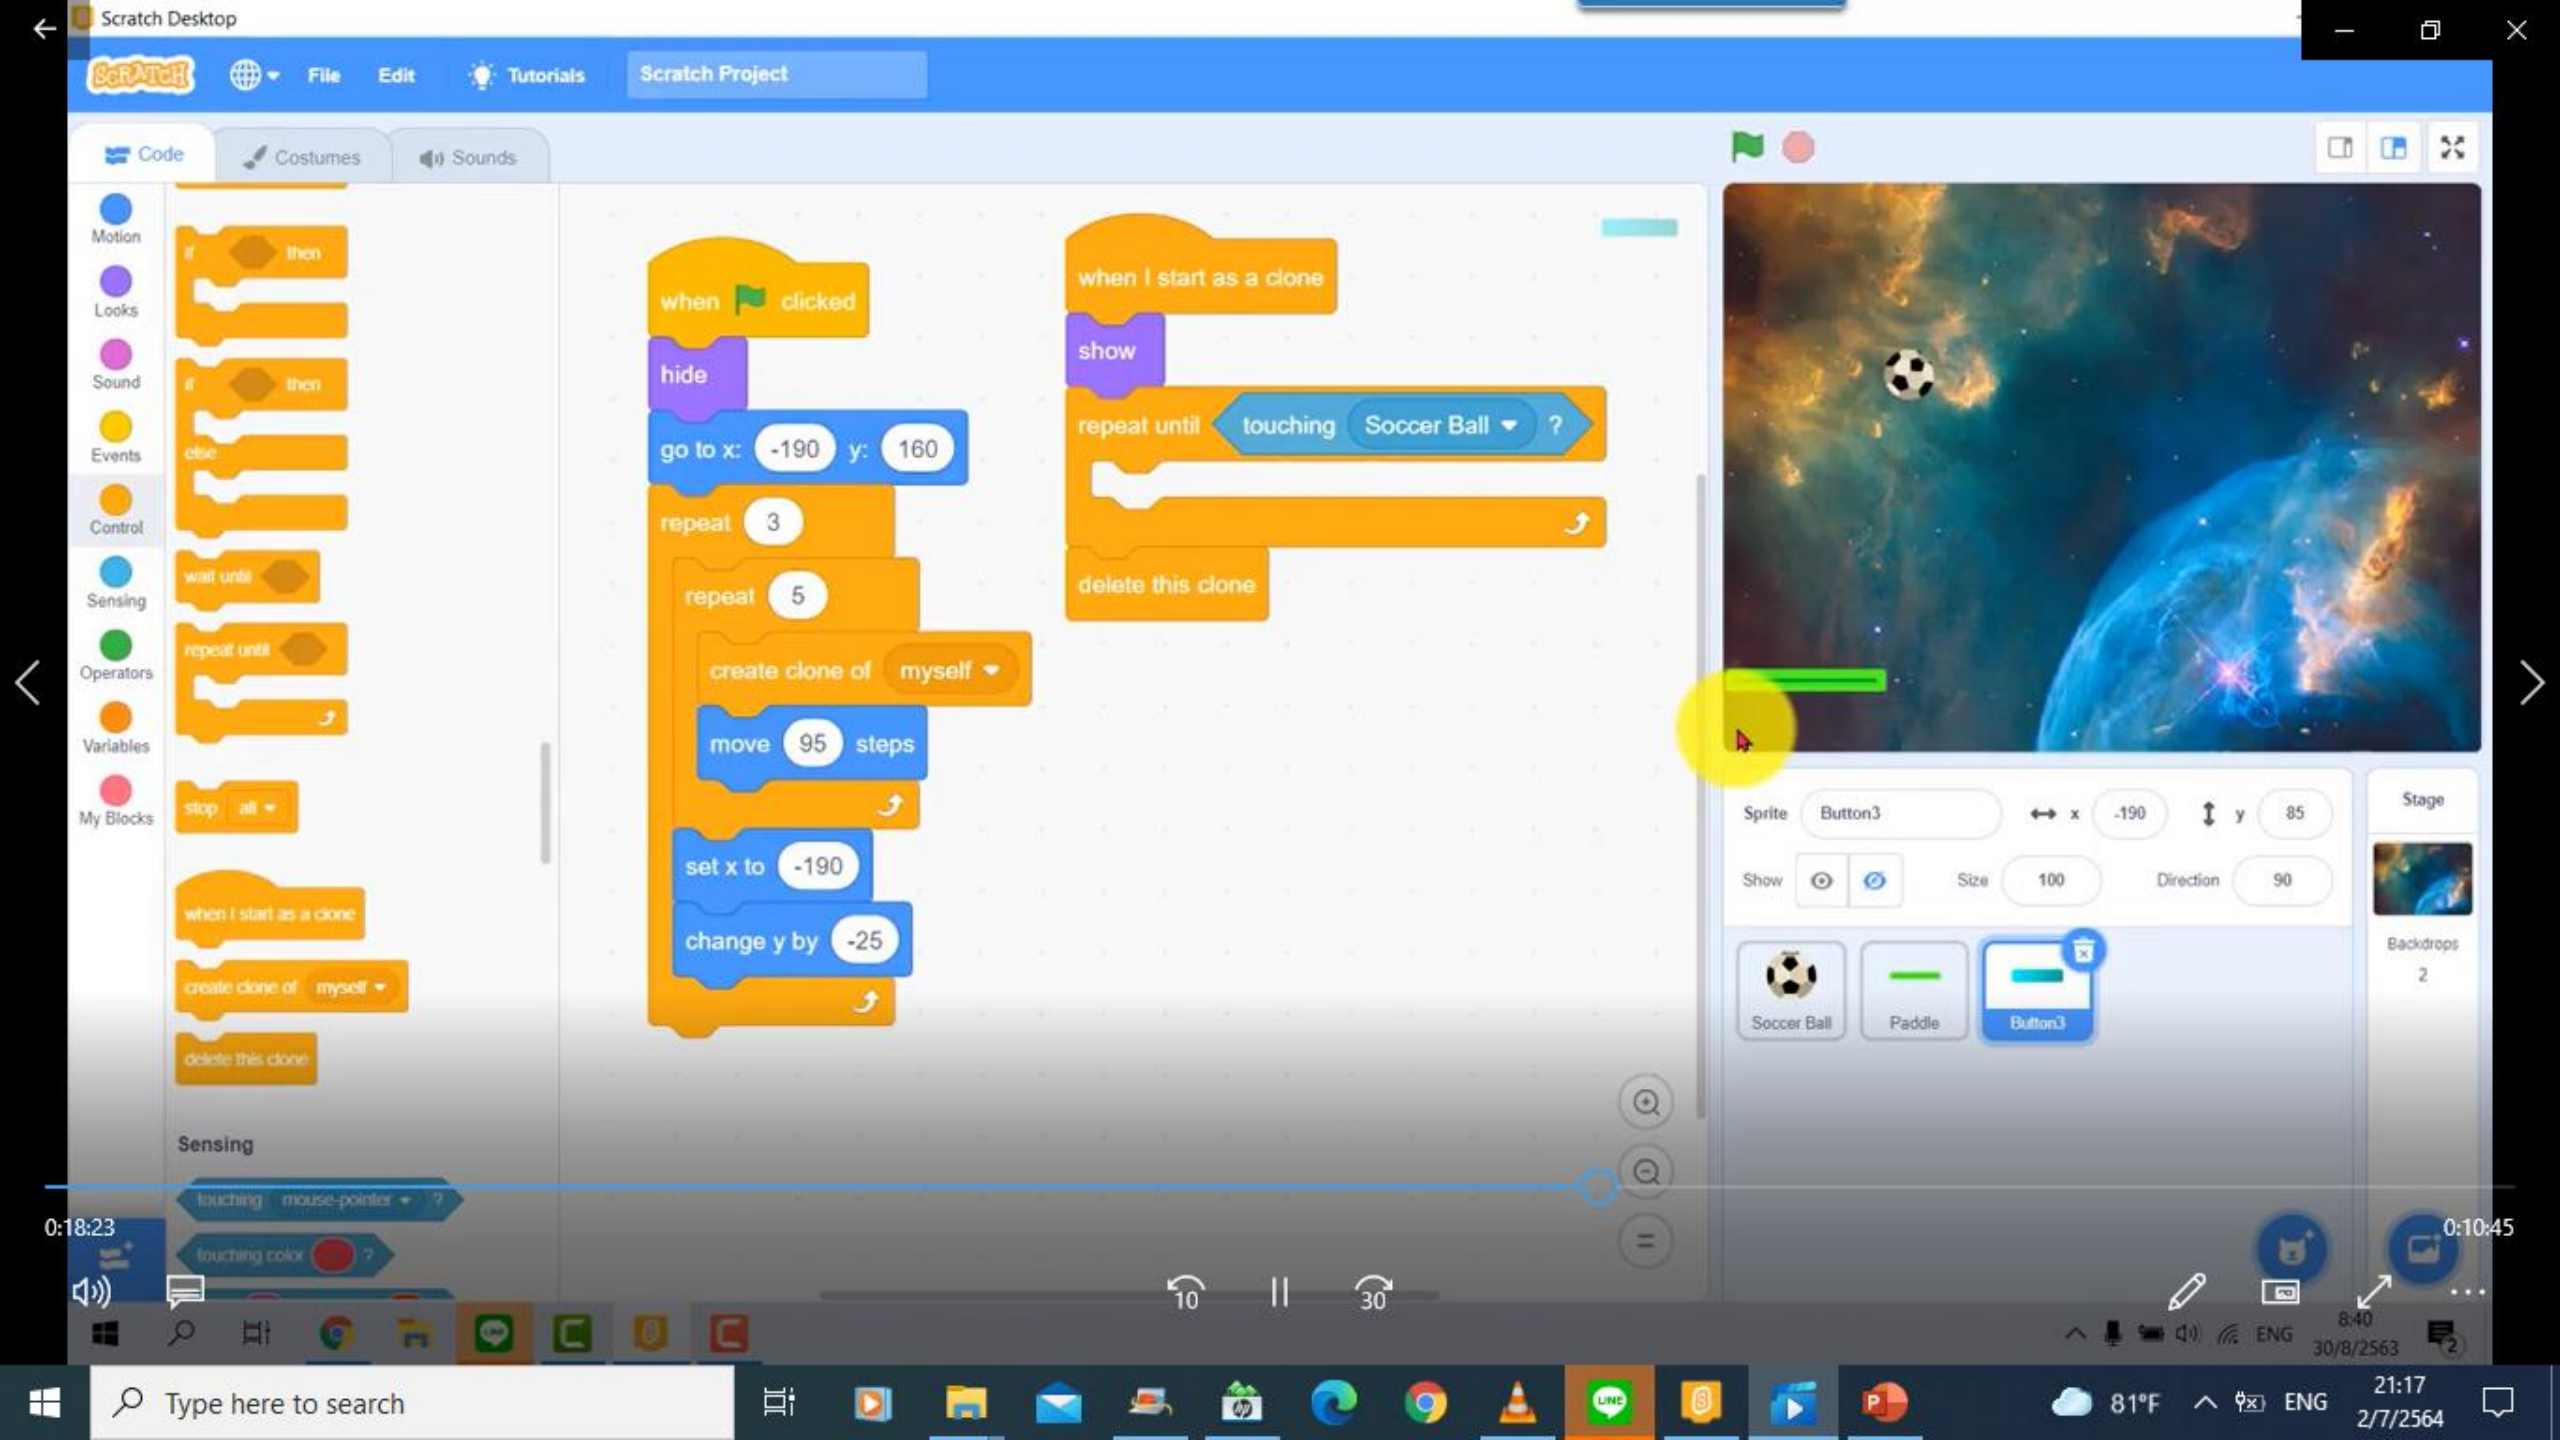 Scratch Desktop
SCRATCH
File
Edit
Tutorials
Scratch Project
Code
Costumes
Sounds
Motion
Looks
Sound
Events
Control
Sensing
Operators
Variables
My Blocks
if then
if then
else
wait until
repeat until
stop all
when I start as a clone
create clone of myself
delete this clone
Sensing
touching mouse-pointer ?
touching color ?
when clicked
hide
go to x: -190 y: 160
repeat 3
repeat 5
create clone of myself
move 95 steps
set x to -190
change y by -25
when I start as a clone
show
repeat until touching Soccer Ball ?
delete this clone
Sprite Button3 x -190 y 85
Show Size 100 Direction 90
Soccer Ball
Paddle
Button3
Stage
Backdrops
2
0:18:23
0:10:45
10
30
ENG
8:40
30/8/2563
2
Type here to search
LINE
81°F
ENG
21:17
2/7/2564